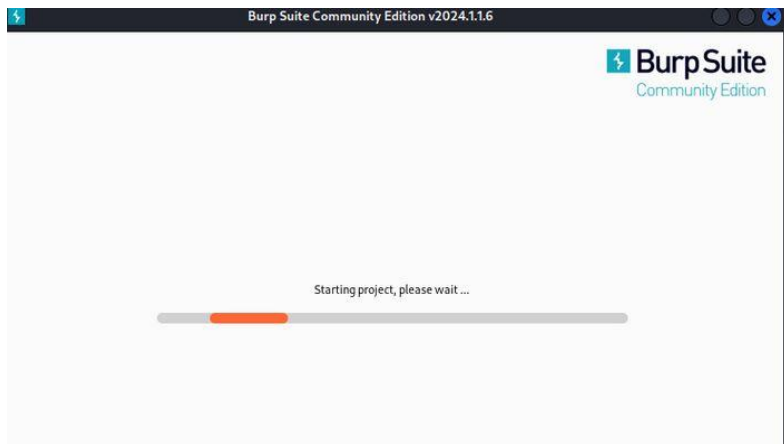 Burp Suite Community Edition v2024.1.1.6
Burp Suite
Community Edition
Starting project, please wait ...